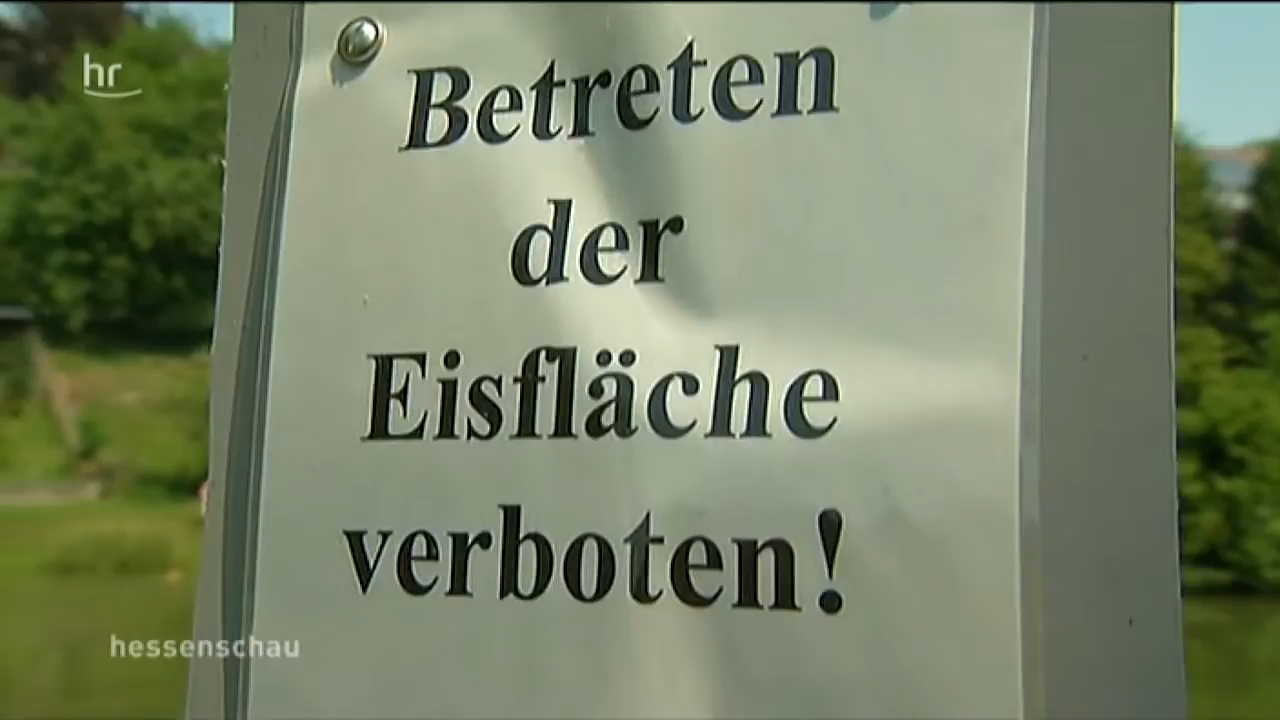 hr
Betreten
der
Eisfläche
verboten!
hessenschau